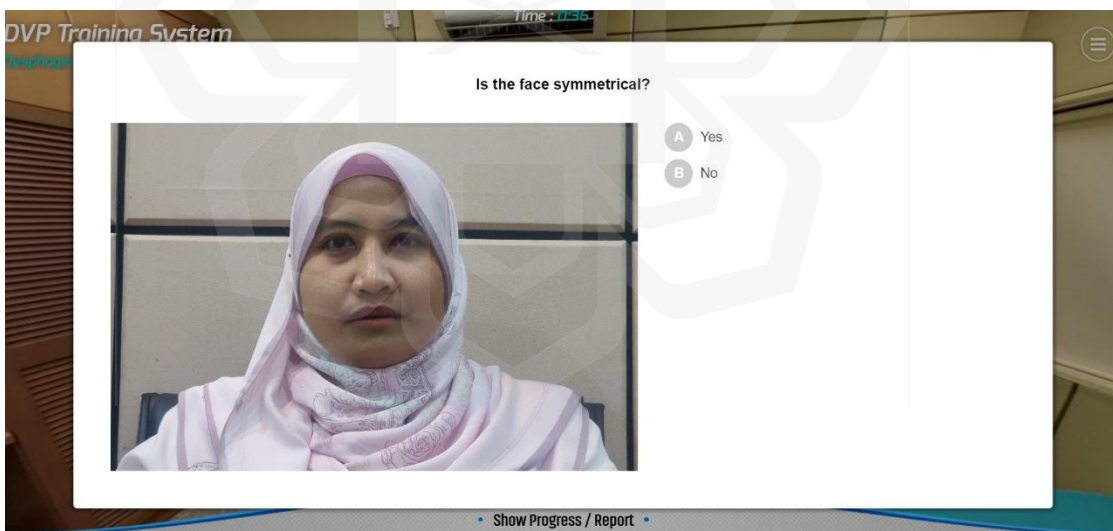 Time : 0:36
DVP Training System
Is the face symmetrical?
A Yes
B No
Show Progress / Report